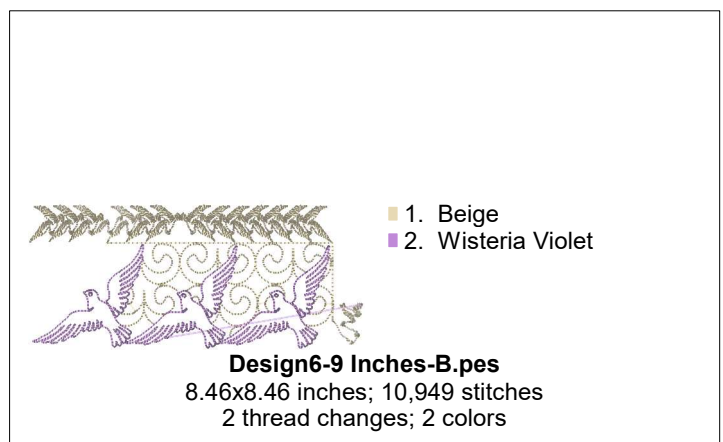 1. Beige
2. Wisteria Violet
Design6-9 Inches-B.pes
8.46x8.46 inches; 10,949 stitches
2 thread changes; 2 colors